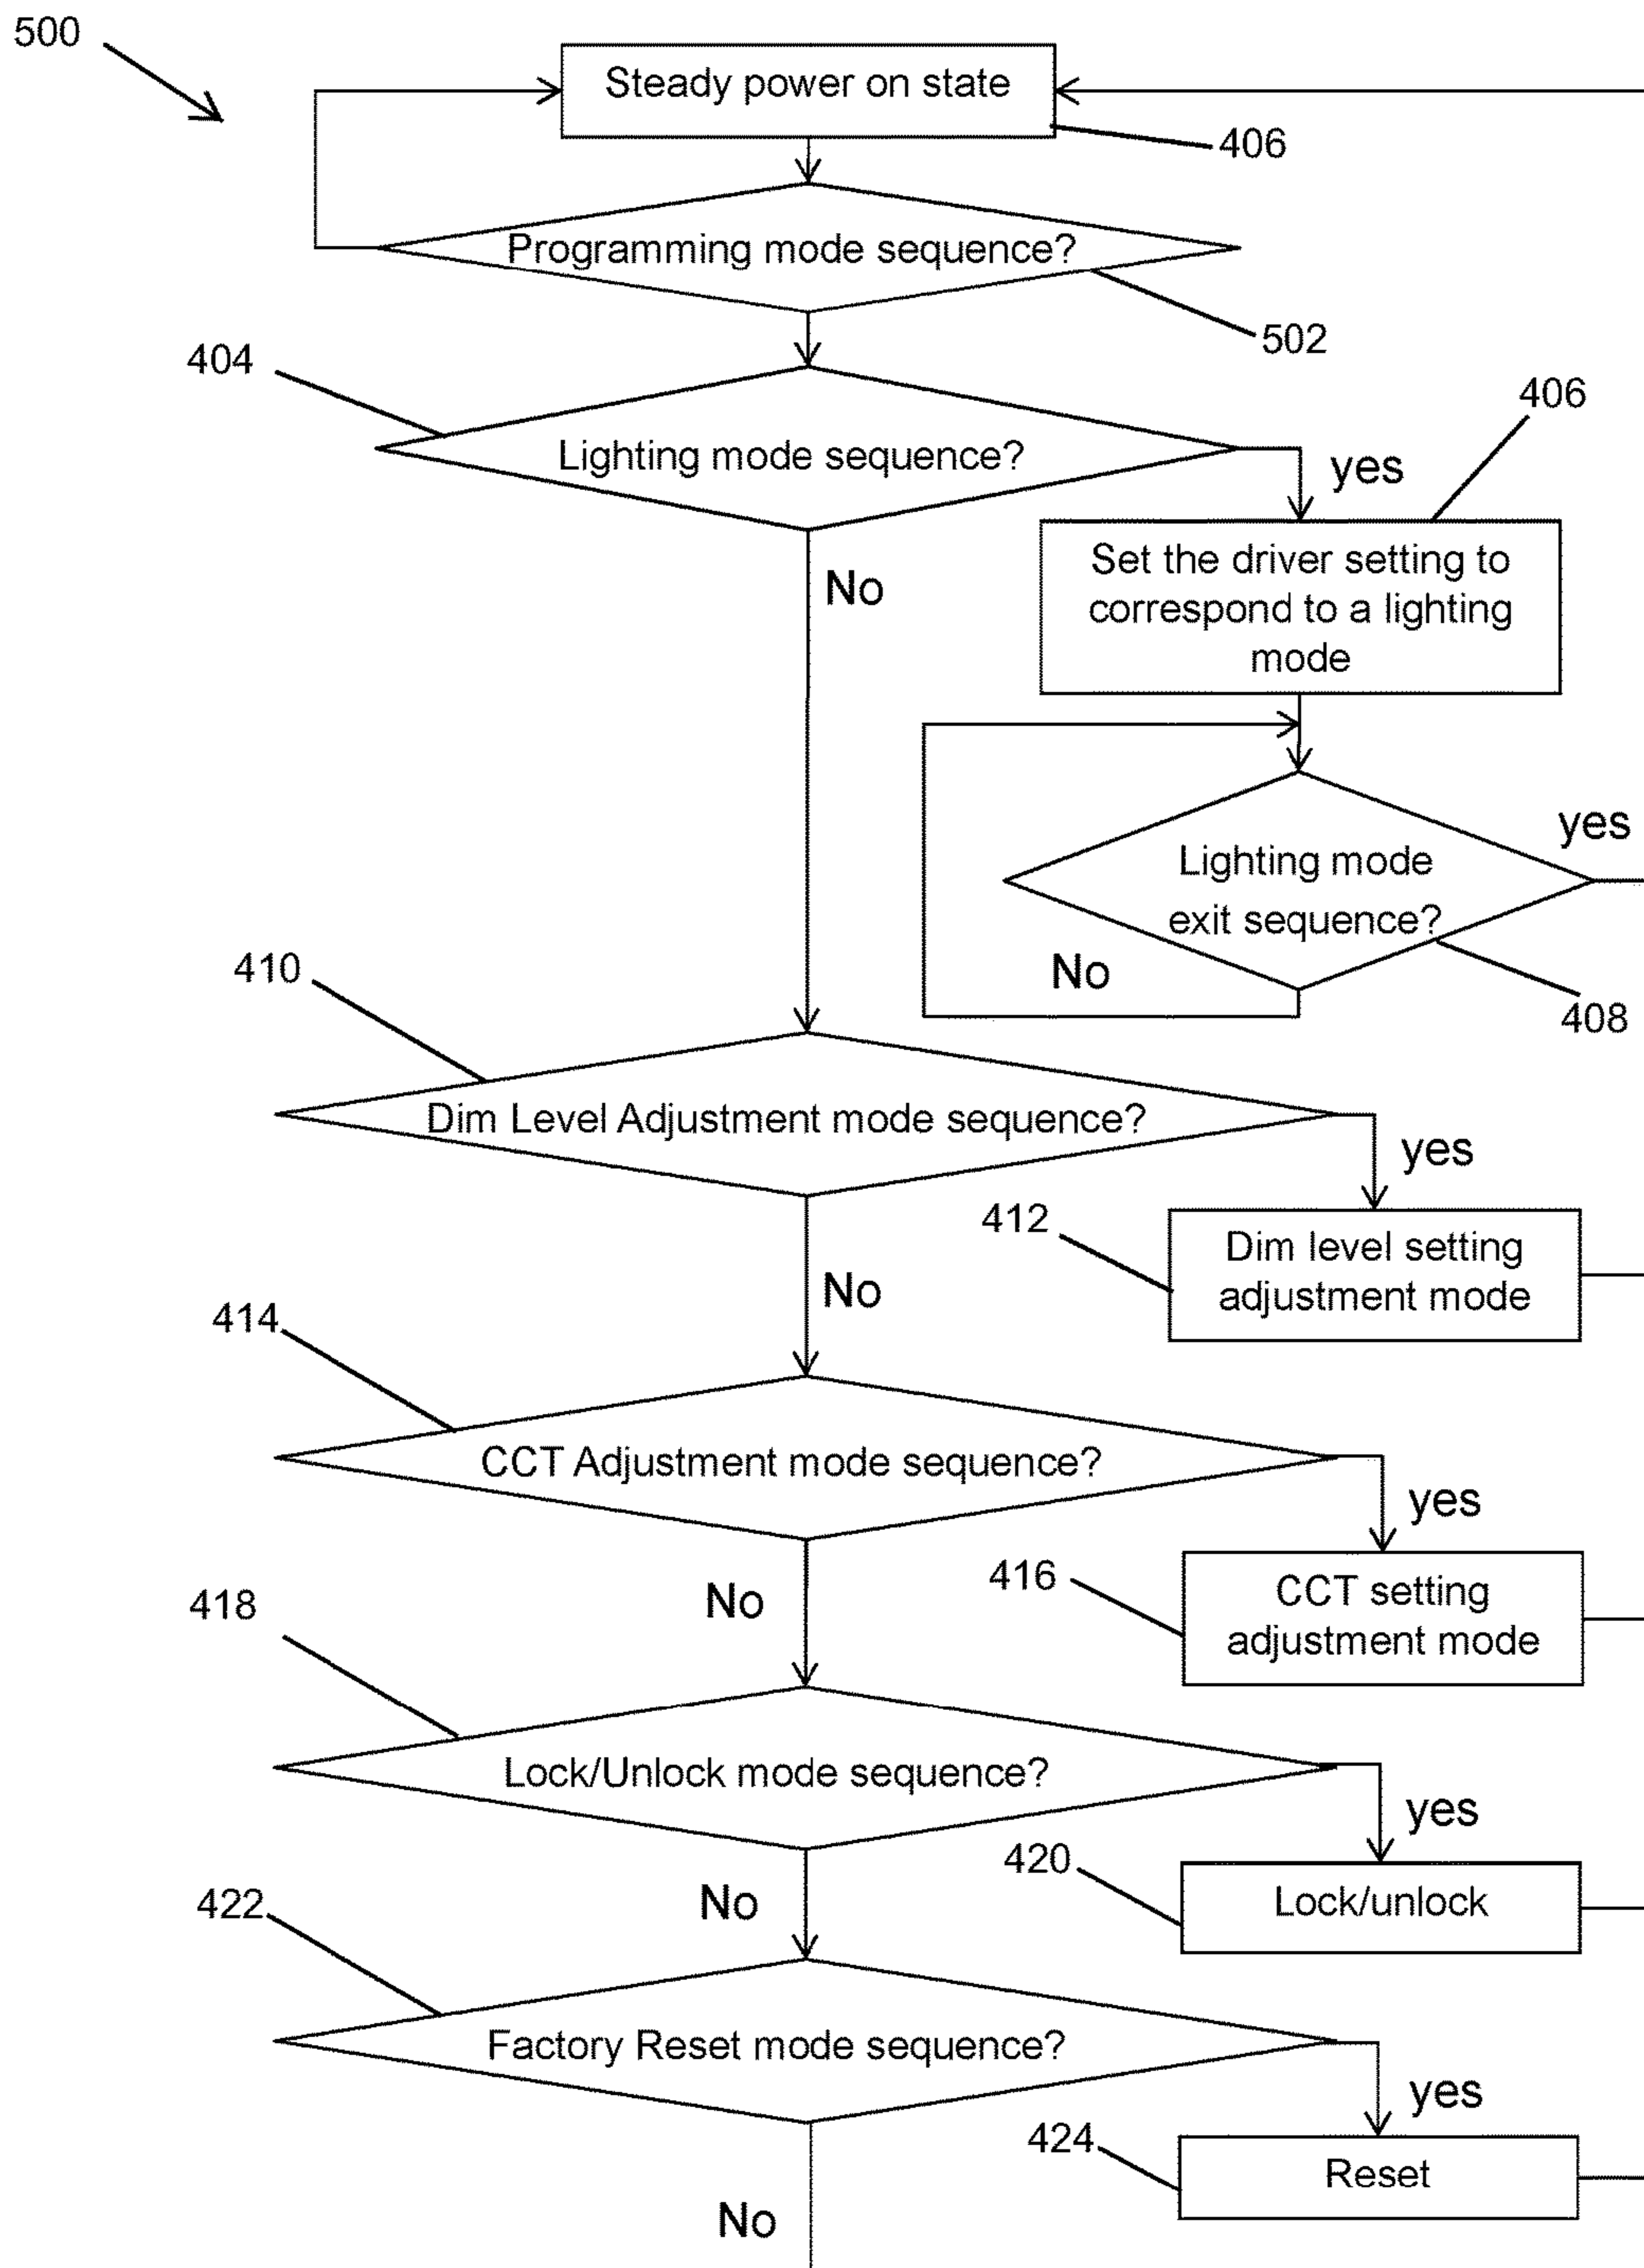 500
Steady power on state
406
Programming mode sequence?
502
404
Lighting mode sequence?
yes
406
No
Set the driver setting to
correspond to a lighting
mode
yes
Lighting mode
exit sequence?
No
408
410
Dim Level Adjustment mode sequence?
yes
412
Dim level setting
adjustment mode
No
414
CCT Adjustment mode sequence?
yes
416
CCT setting
adjustment mode
No
418
Lock/Unlock mode sequence?
yes
420
Lock/unlock
No
422
Factory Reset mode sequence?
yes
424
Reset
No